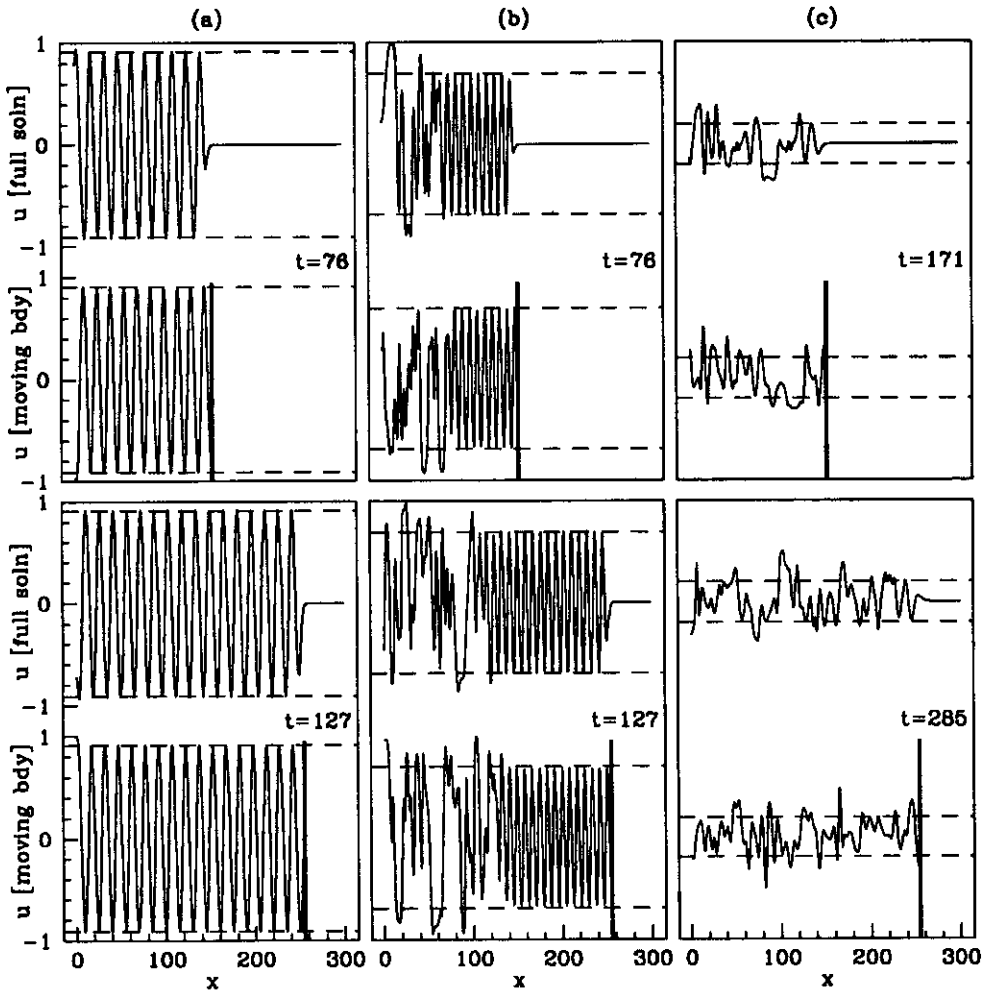 (a) (b) (c)
1
0
-1
u [full soln]
t=76
t=76
t=171
0
-1
u [moving bdy]
1
0
-1
u [full soln]
t=127
t=127
t=285
1
0
-1
u [moving bdy]
0 100 200 300
0 100 200 300
0 100 200 300
x x x